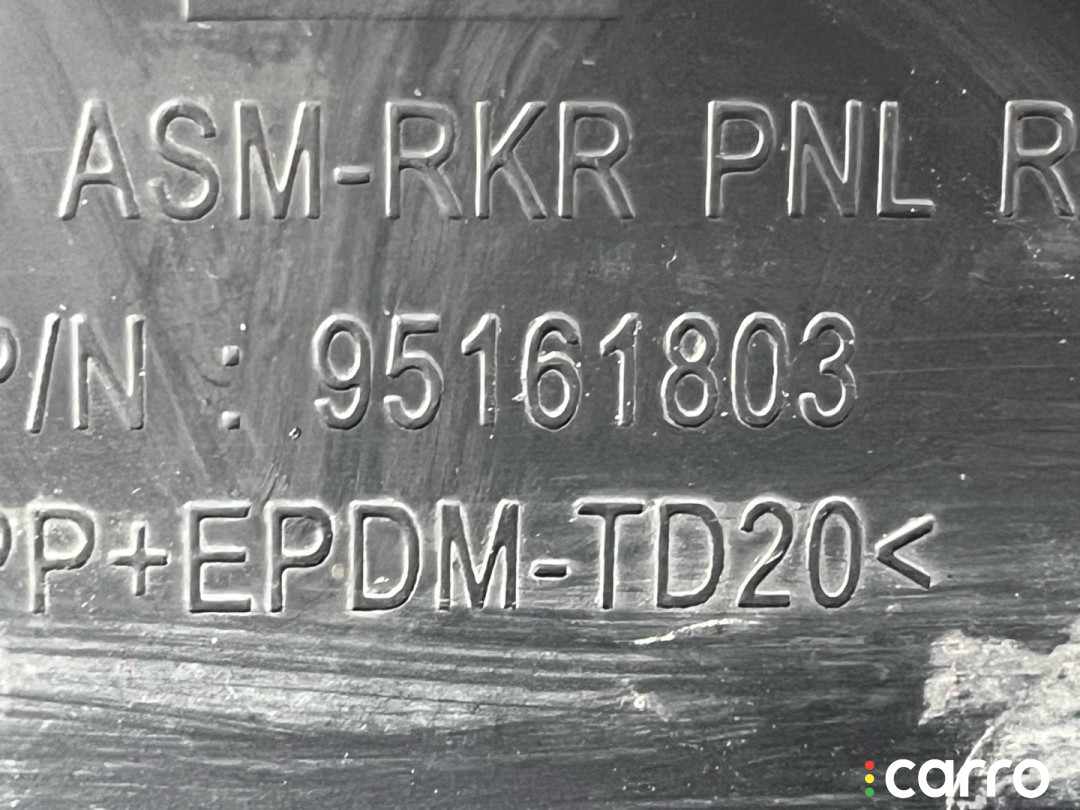 ASM-RKR PNL R
P/N : 95161803
PP+EPDM-TD20<
carro